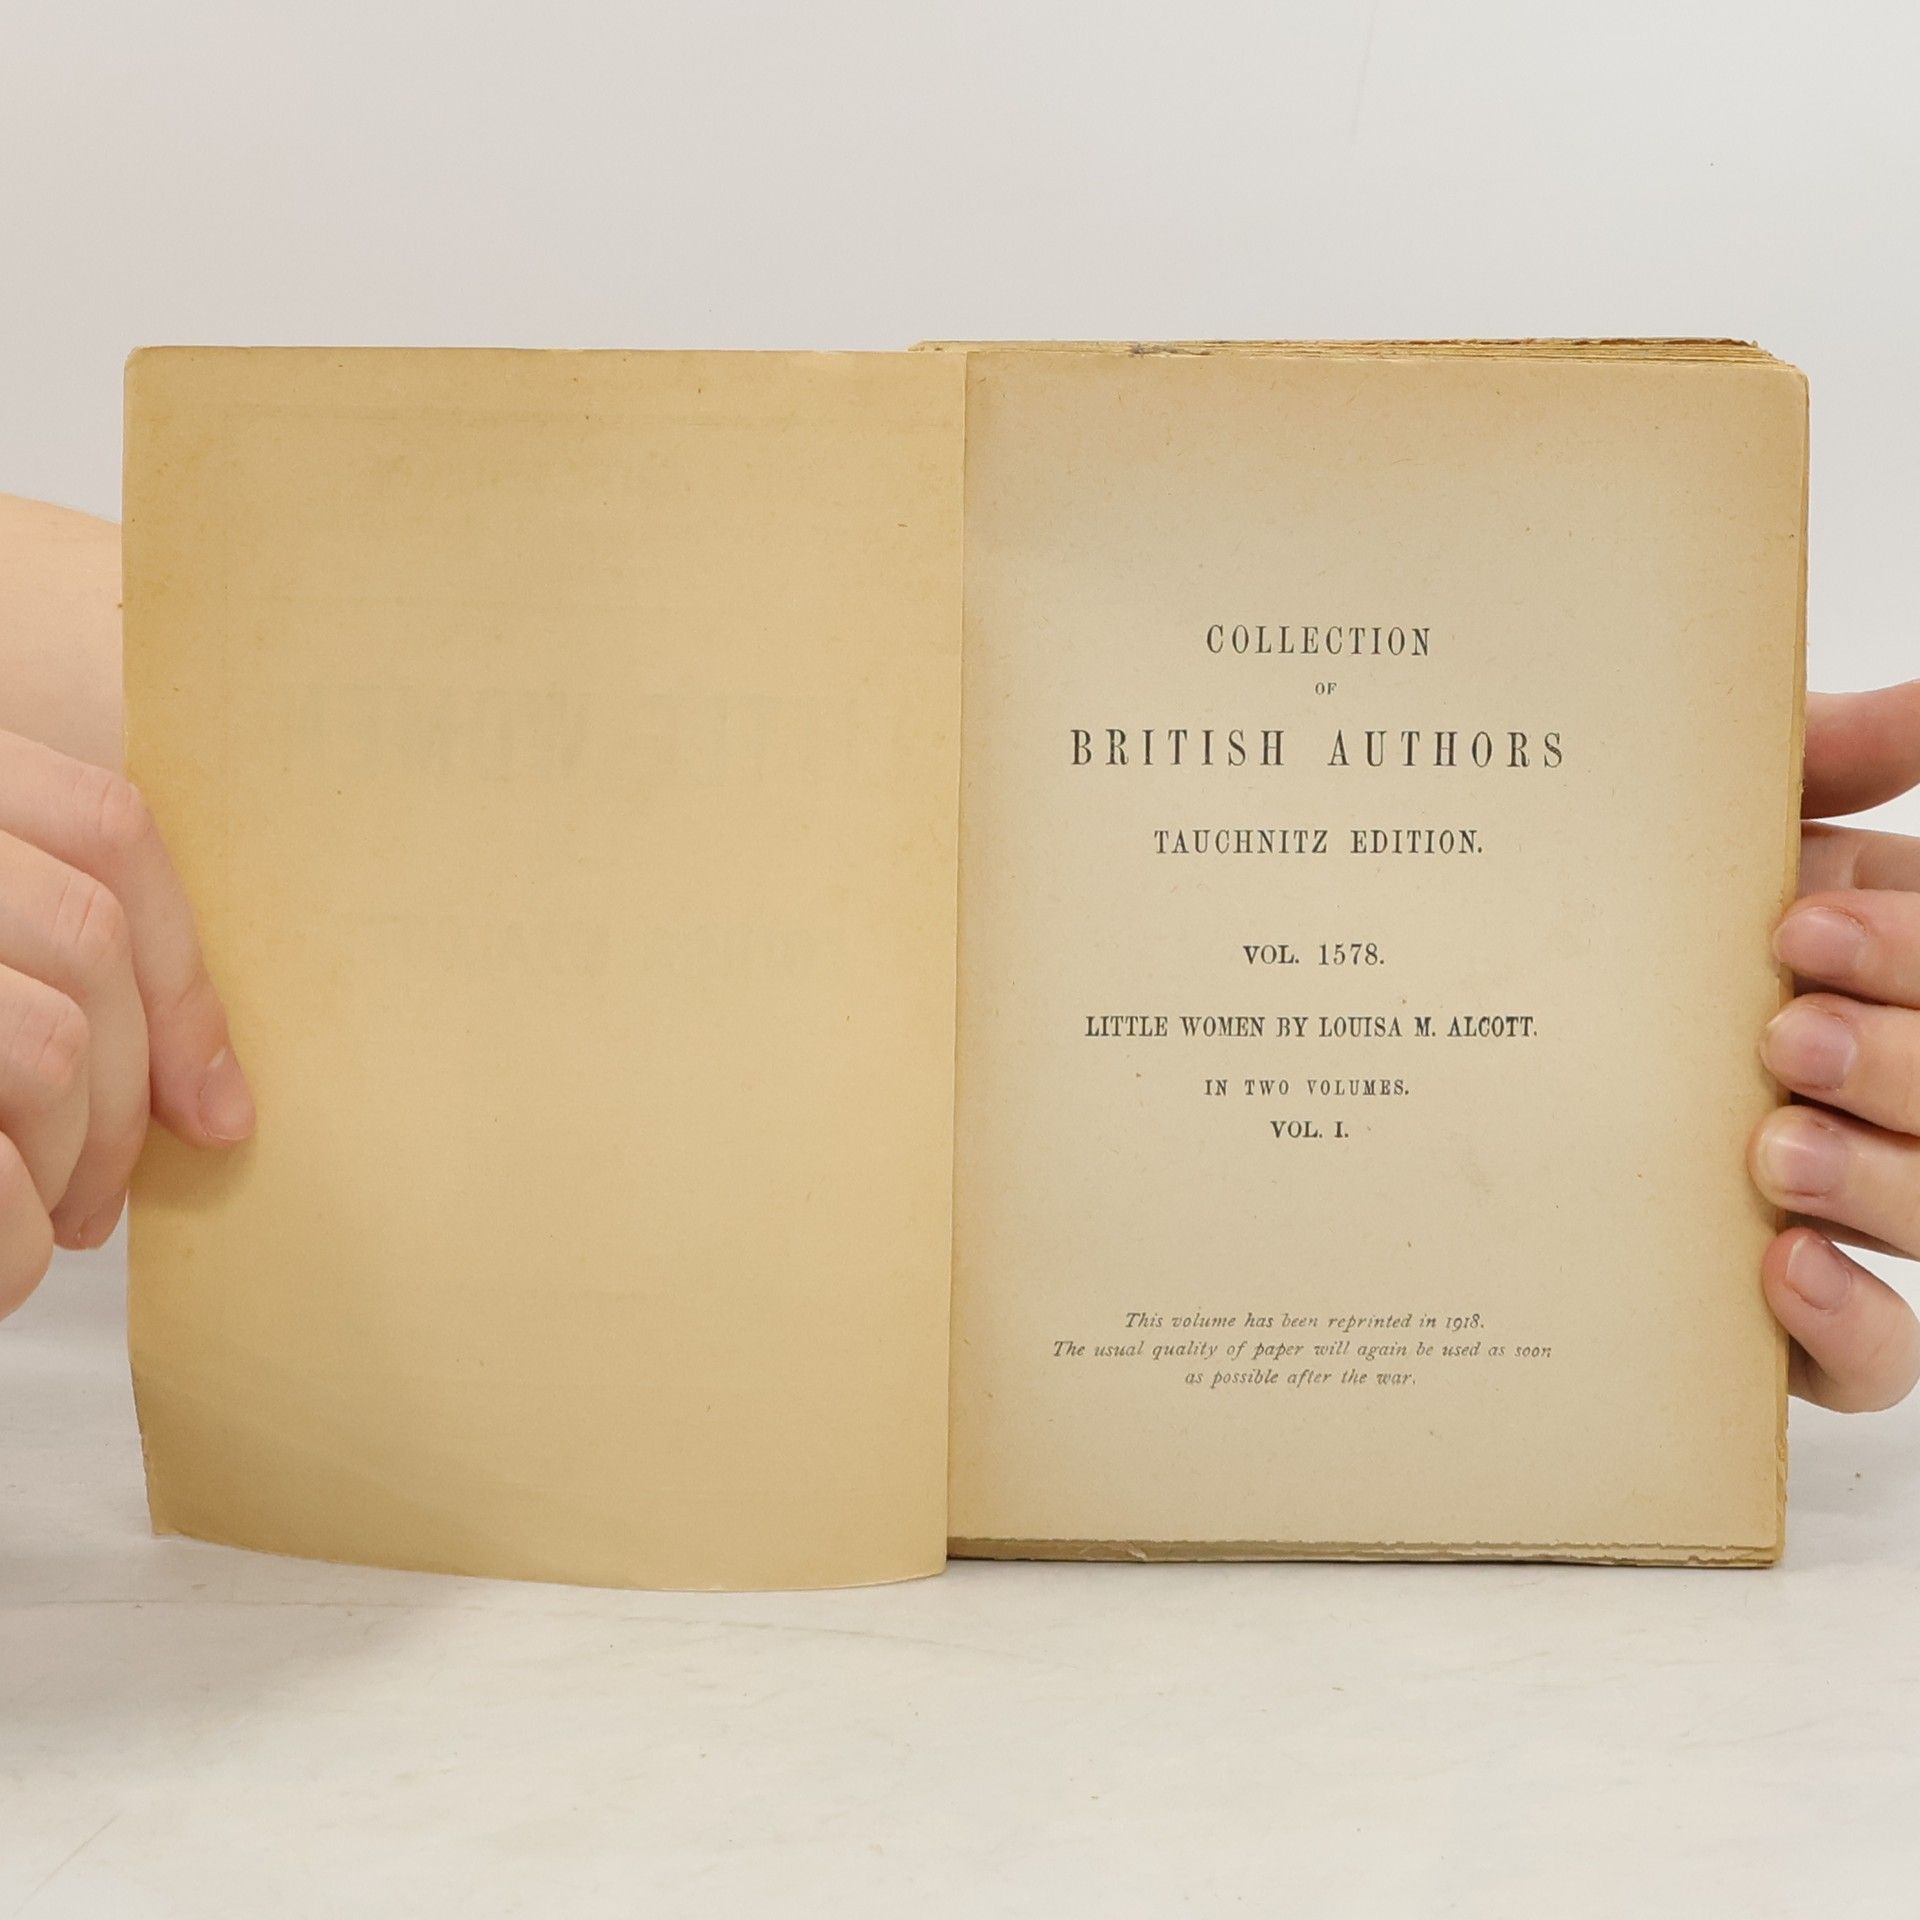 COLLECTION
OF
BRITISH AUTHORS
TAUCHNITZ EDITION.
VOL. 1578.
LITTLE WOMEN BY LOUISA M. ALCOTT.
IN TWO VOLUMES.
VOL. I.
This volume has been reprinted in 1918.
The usual quality of paper will again be used as soon
as possible after the war.